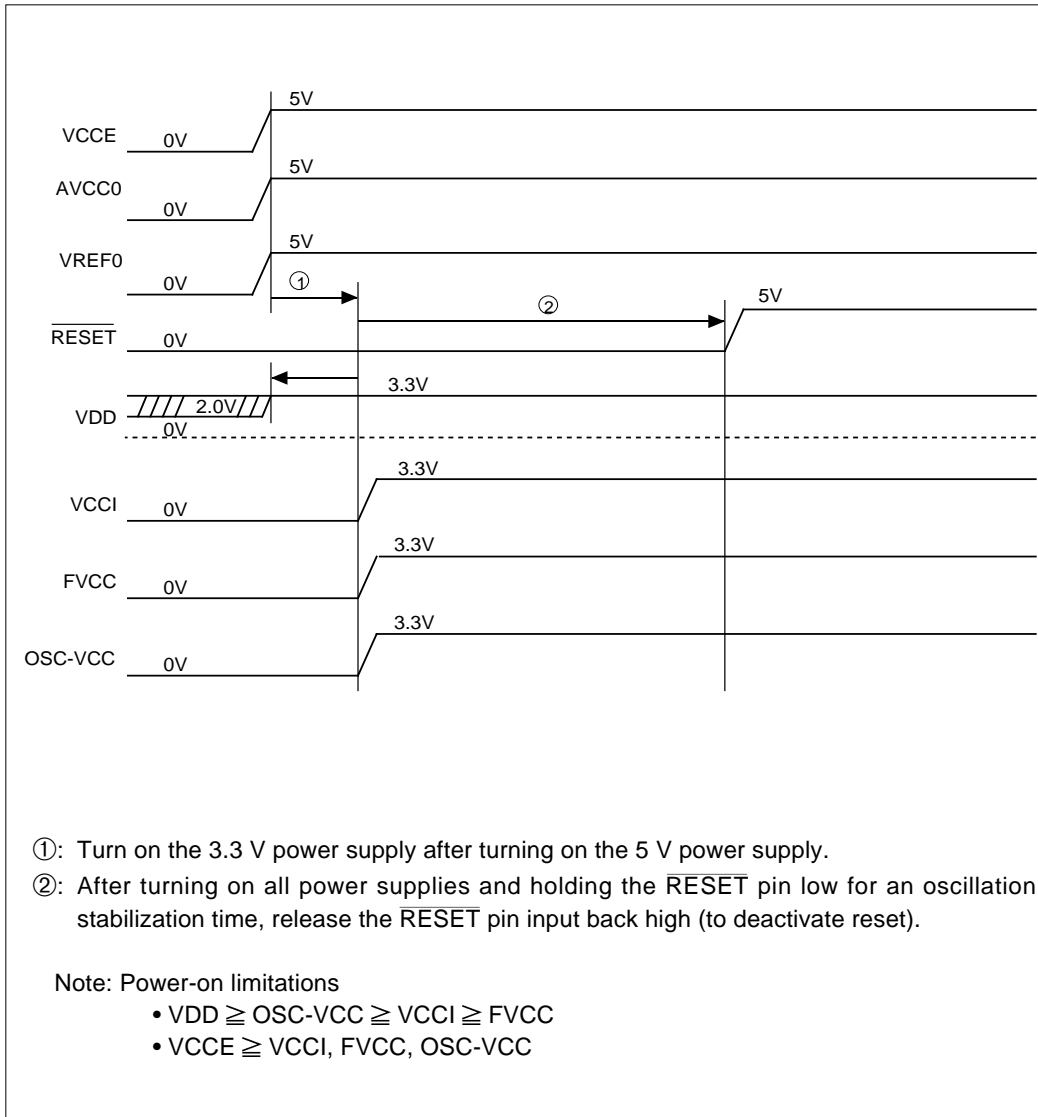 5V
VCCE 0V
5V
AVCC0 0V
5V
VREF0 0V
① ② 5V
RESET 0V
3.3V
VDD 2.0V
0V
3.3V
VCCI 0V
3.3V
FVCC 0V
3.3V
OSC-VCC 0V
①: Turn on the 3.3 V power supply after turning on the 5 V power supply.
②: After turning on all power supplies and holding the RESET pin low for an oscillation
stabilization time, release the RESET pin input back high (to deactivate reset).
Note: Power-on limitations
• VDD ≧ OSC-VCC ≧ VCCI ≧ FVCC
• VCCE ≧ VCCI, FVCC, OSC-VCC